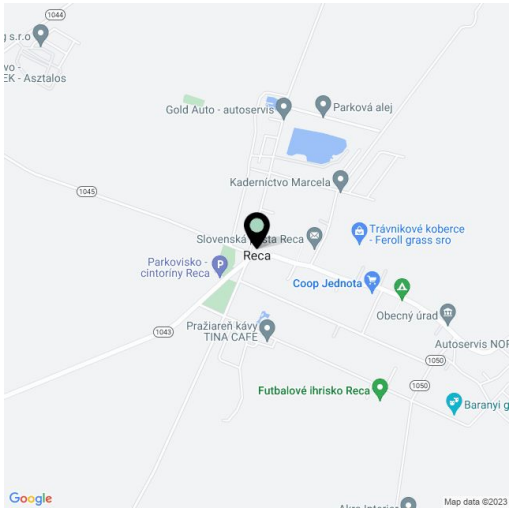 1044
g s.r.o
vo -
EK - Asztalos
Gold Auto - autoservis
Parková alej
Kaderníctvo Marcela
1045
Slovenská pošta Reca
Trávnikové koberce
- Feroll grass sro
Reca
Parkovisko -
cintoríny Reca
P
Coop Jednota
Obecný úrad
1043
Pražiareň kávy
TINA CAFÉ
Autoservis NOR
1050
Futbalové ihrisko Reca
1050
Baranyi g
Google
Map data ©2023